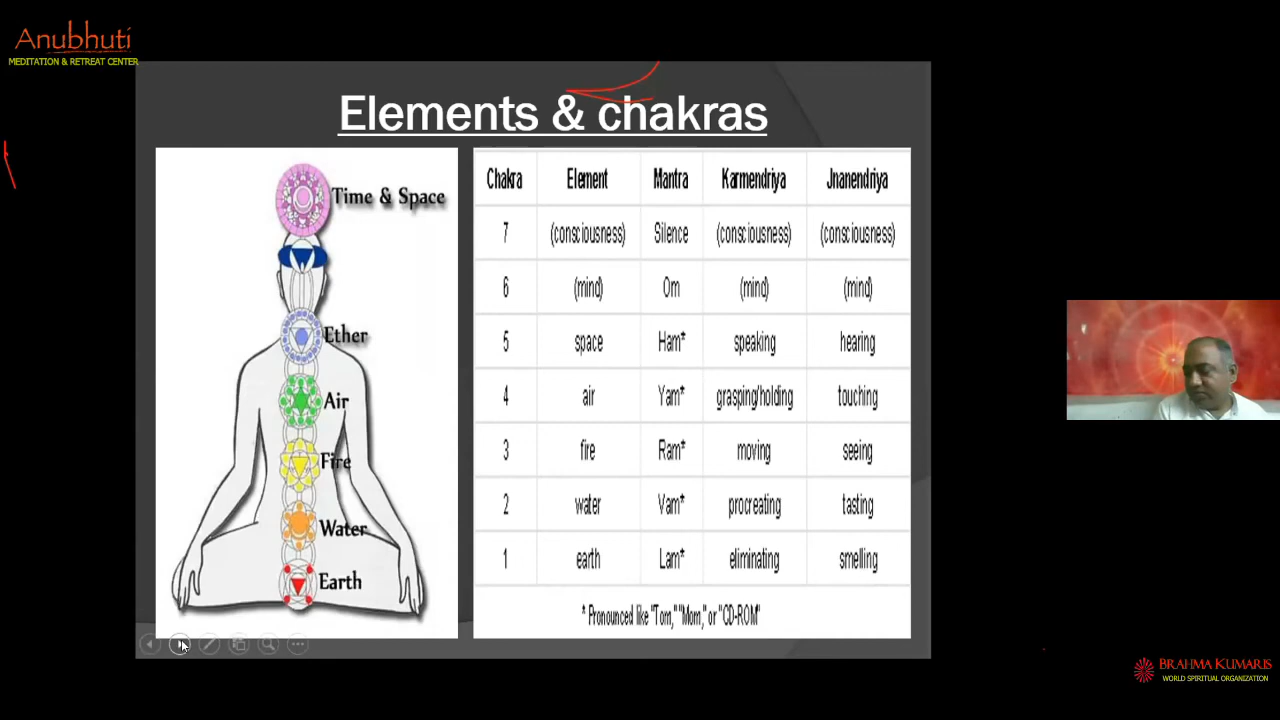 Anubhuti
MEDITATION & RETREAT CENTER
Elements & chakras
Time & Space
Ether
Air
Fire
Water
Earth
Chakra Element Mantra Karmendriya Jnanendriya
7 (consciousness) Silence (consciousness) (consciousness)
6 (mind) Om (mind) (mind)
5 space Ham* speaking hearing
4 air Yam* grasping/holding touching
3 fire Ram* moving seeing
2 water Vam* procreating tasting
1 earth Lam* eliminating smelling
* Pronounced like "Tom," "Mom," or "CD-ROM"
BRAHMA KUMARIS
WORLD SPIRITUAL ORGANIZATION